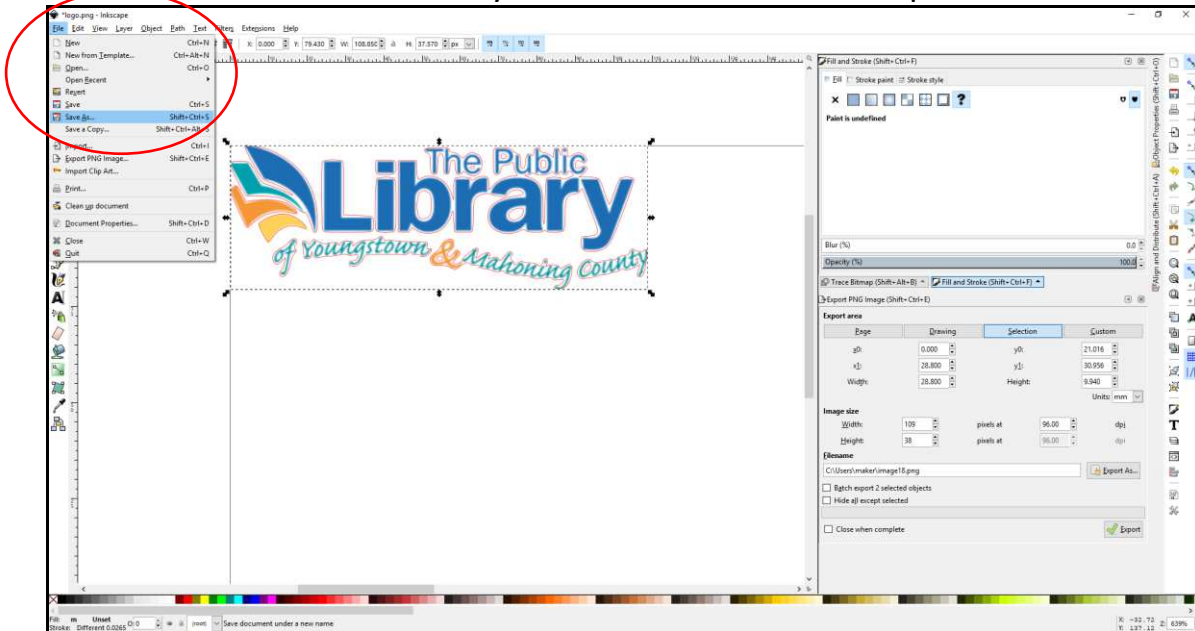 *logo.png - Inkscape
File Edit View Layer Object Path Text Filters Extensions Help
X: 0.000 Y: 79.430 W: 108.850 H: 37.570 px
New Ctrl+N
New from Template... Ctrl+Alt+N
Open... Ctrl+O
Open Recent
Revert
Save Ctrl+S
Save As... Shift+Ctrl+S
Save a Copy... Shift+Ctrl+Alt+S
Import... Ctrl+I
Export PNG Image... Shift+Ctrl+E
Import Clip Art...
Print... Ctrl+P
Clean up document
Document Properties... Shift+Ctrl+D
Close Ctrl+W
Quit Ctrl+Q
The Public
Library
of Youngstown & Mahoning County
Fill and Stroke (Shift+Ctrl+F)
Fill Stroke paint Stroke style
Paint is undefined
Blur (%) 0.0
Opacity (%) 100.0
Trace Bitmap (Shift+Alt+B) Fill and Stroke (Shift+Ctrl+F)
Export PNG Image (Shift+Ctrl+E)
Export area
Page Drawing Selection Custom
x0: 0.000 y0: 21.016
x1: 28.800 y1: 30.956
Width: 28.800 Height: 9.940
Units: mm
Image size
Width: 109 pixels at 96.00 dpi
Height: 38 pixels at 96.00 dpi
Filename
C:\Users\maker\image18.png Export As...
Batch export 2 selected objects
Hide all except selected
Close when complete Export
Object Properties (Shift+Ctrl+O)
Align and Distribute (Shift+Ctrl+A)
Fill: m Unset O: 0 (root) Save document under a new name
Stroke: Different 0.0265
X: -32.72
Y: 137.12
Z: 639%